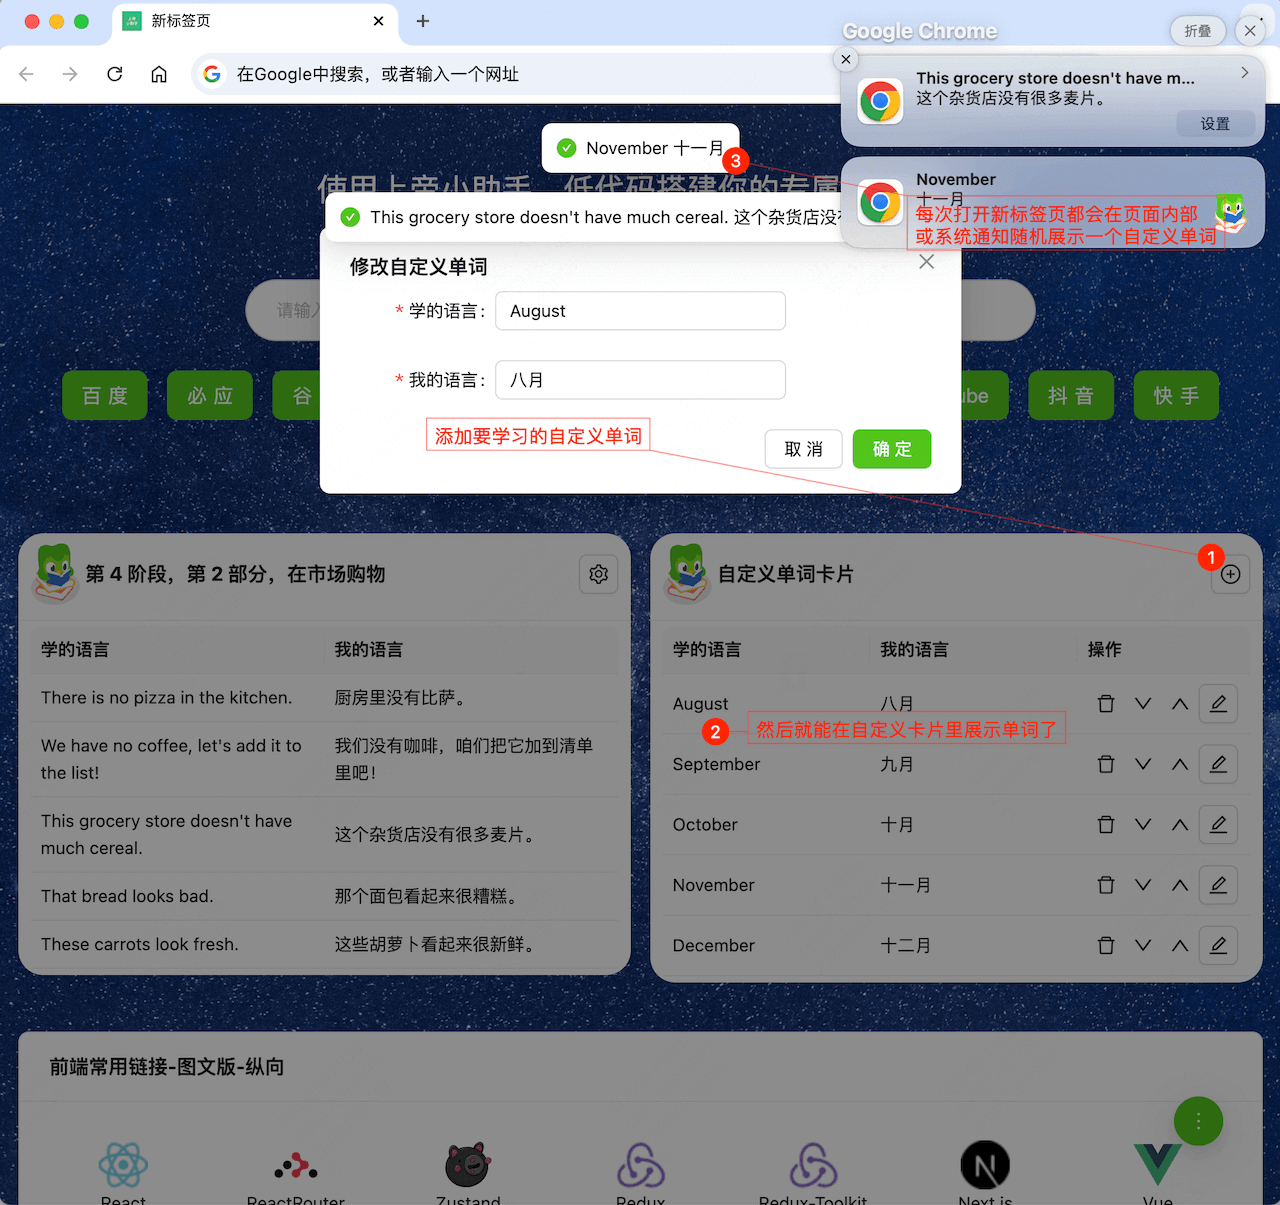 新标签页
在Google中搜索，或者输入一个网址
Google Chrome
折叠
This grocery store doesn't have m...
这个杂货店没有很多麦片。
设置
November
十一月
每次打开新标签页都会在页面内部
或系统通知随机展示一个自定义单词
November 十一月
3
使用上帝小助手，低代码搭建你的专属
This grocery store doesn't have much cereal. 这个杂货店没
修改自定义单词
* 学的语言：
August
* 我的语言：
八月
添加要学习的自定义单词
取 消
确 定
请输
百 度
必 应
谷
ube
抖 音
快 手
第 4 阶段，第 2 部分，在市场购物
学的语言
我的语言
There is no pizza in the kitchen.
厨房里没有比萨。
We have no coffee, let's add it to
the list!
我们没有咖啡，咱们把它加到清单
里吧！
This grocery store doesn't have
much cereal.
这个杂货店没有很多麦片。
That bread looks bad.
那个面包看起来很糟糕。
These carrots look fresh.
这些胡萝卜看起来很新鲜。
自定义单词卡片
1
学的语言
我的语言
操作
August
八月
2
然后就能在自定义卡片里展示单词了
September
九月
October
十月
November
十一月
December
十二月
前端常用链接-图文版-纵向
React
ReactRouter
Zustand
Redux
Redux-Toolkit
Next.js
Vue